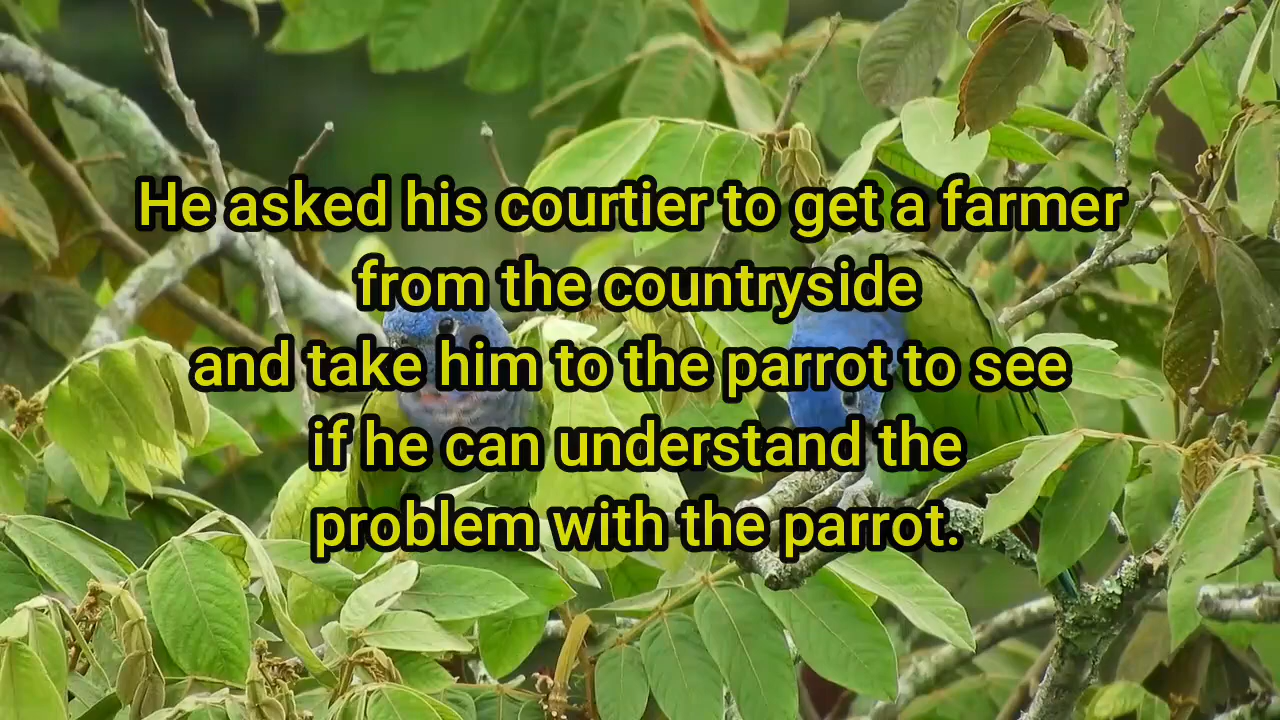 He asked his courtier to get a farmer
from the countryside
and take him to the parrot to see
if he can understand the
problem with the parrot.